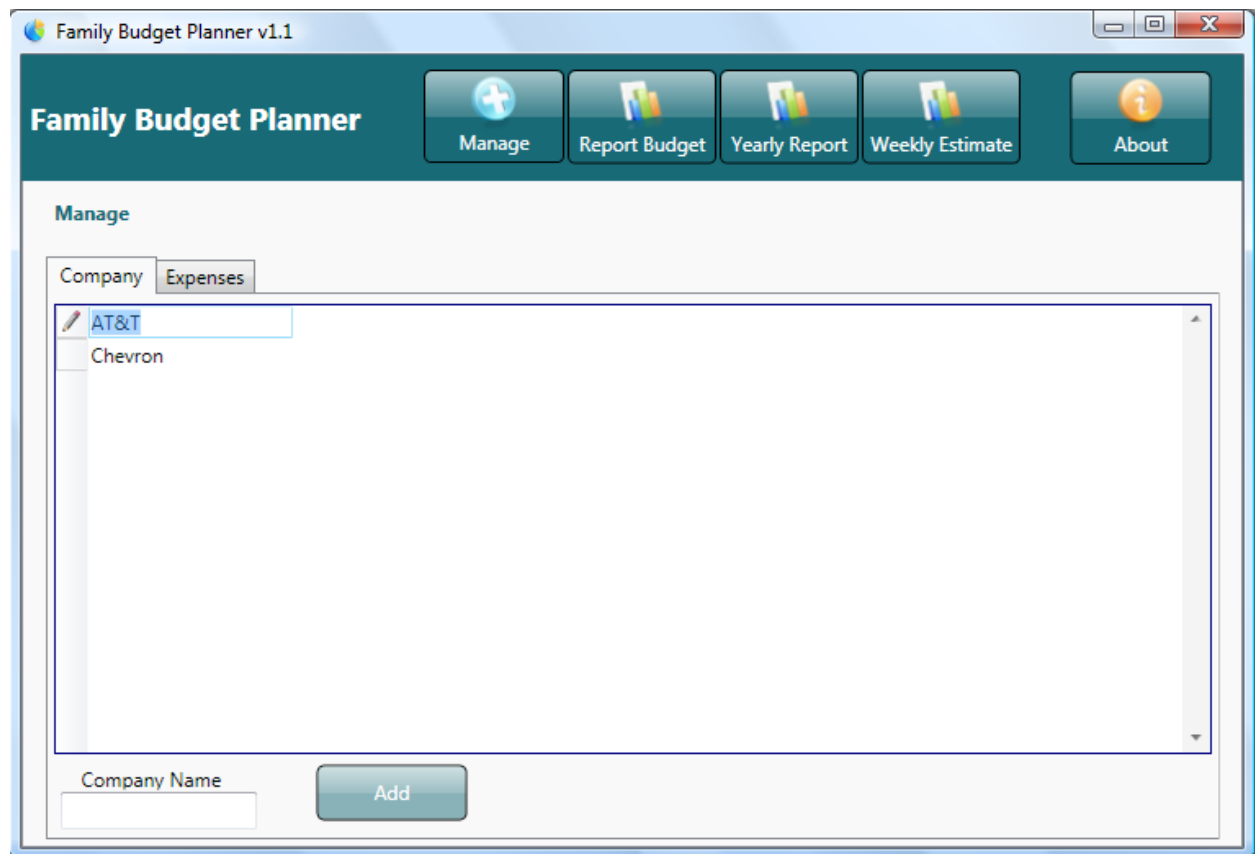 Family Budget Planner v1.1
Family Budget Planner
Manage
Report Budget
Yearly Report
Weekly Estimate
About
Manage
Company
Expenses
AT&T
Chevron
Company Name
Add